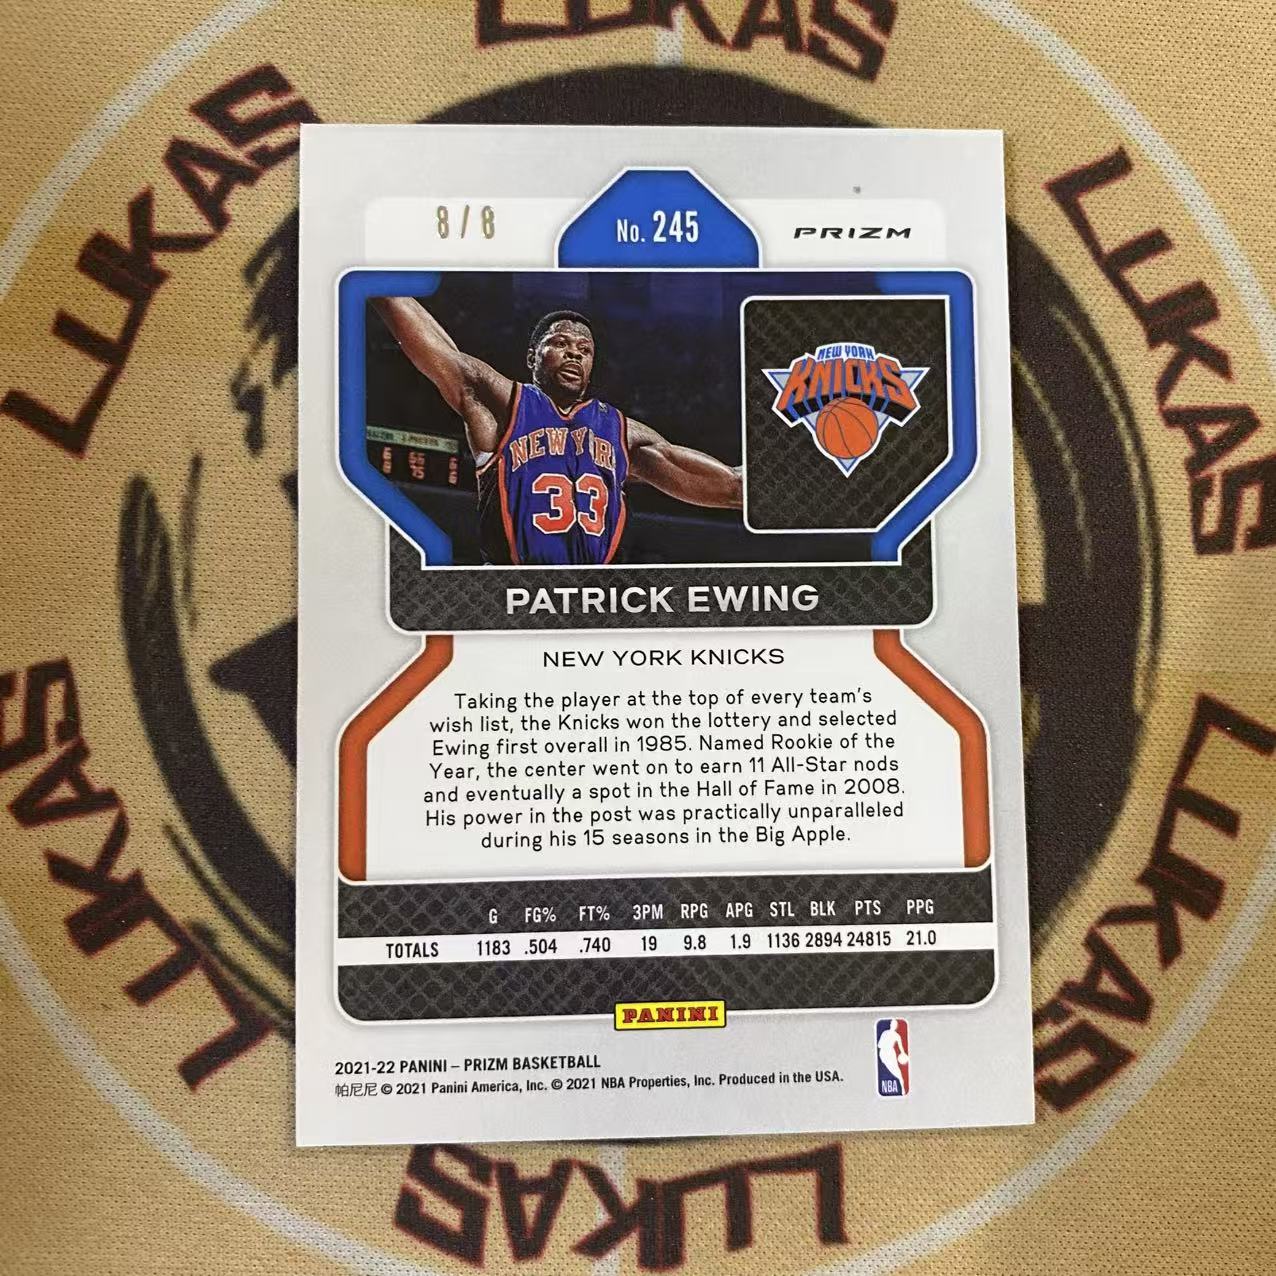 LUKAS
LUKAS
LUKAS
8 / 8
No. 245
PRIZM
NEW YORK
KNICKS
NEW YORK
33
PATRICK EWING
NEW YORK KNICKS
Taking the player at the top of every team's
wish list, the Knicks won the lottery and selected
Ewing first overall in 1985. Named Rookie of the
Year, the center went on to earn 11 All-Star nods
and eventually a spot in the Hall of Fame in 2008.
His power in the post was practically unparalleled
during his 15 seasons in the Big Apple.
G FG% FT% 3PM RPG APG STL BLK PTS PPG
TOTALS 1183 .504 .740 19 9.8 1.9 1136 2894 24815 21.0
PANINI
2021-22 PANINI – PRIZM BASKETBALL
帕尼尼 © 2021 Panini America, Inc. © 2021 NBA Properties, Inc. Produced in the USA.
NBA
LUKAS
LUKAS
LUKAS